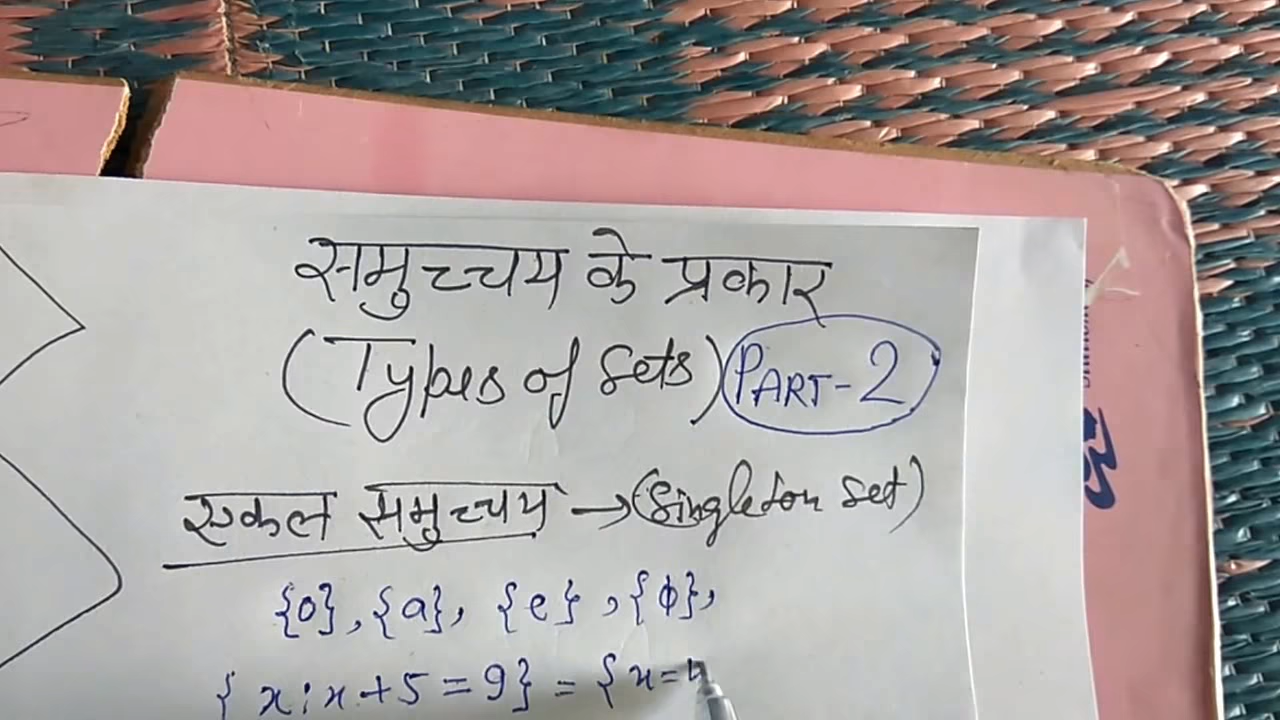 समुच्चय के प्रकार
(Types of Sets) PART-2
एकल समुच्चय → (Singleton set)
{0}, {a}, {e}, {ϕ},
{ x : x + 5 = 9 } = { x = 4